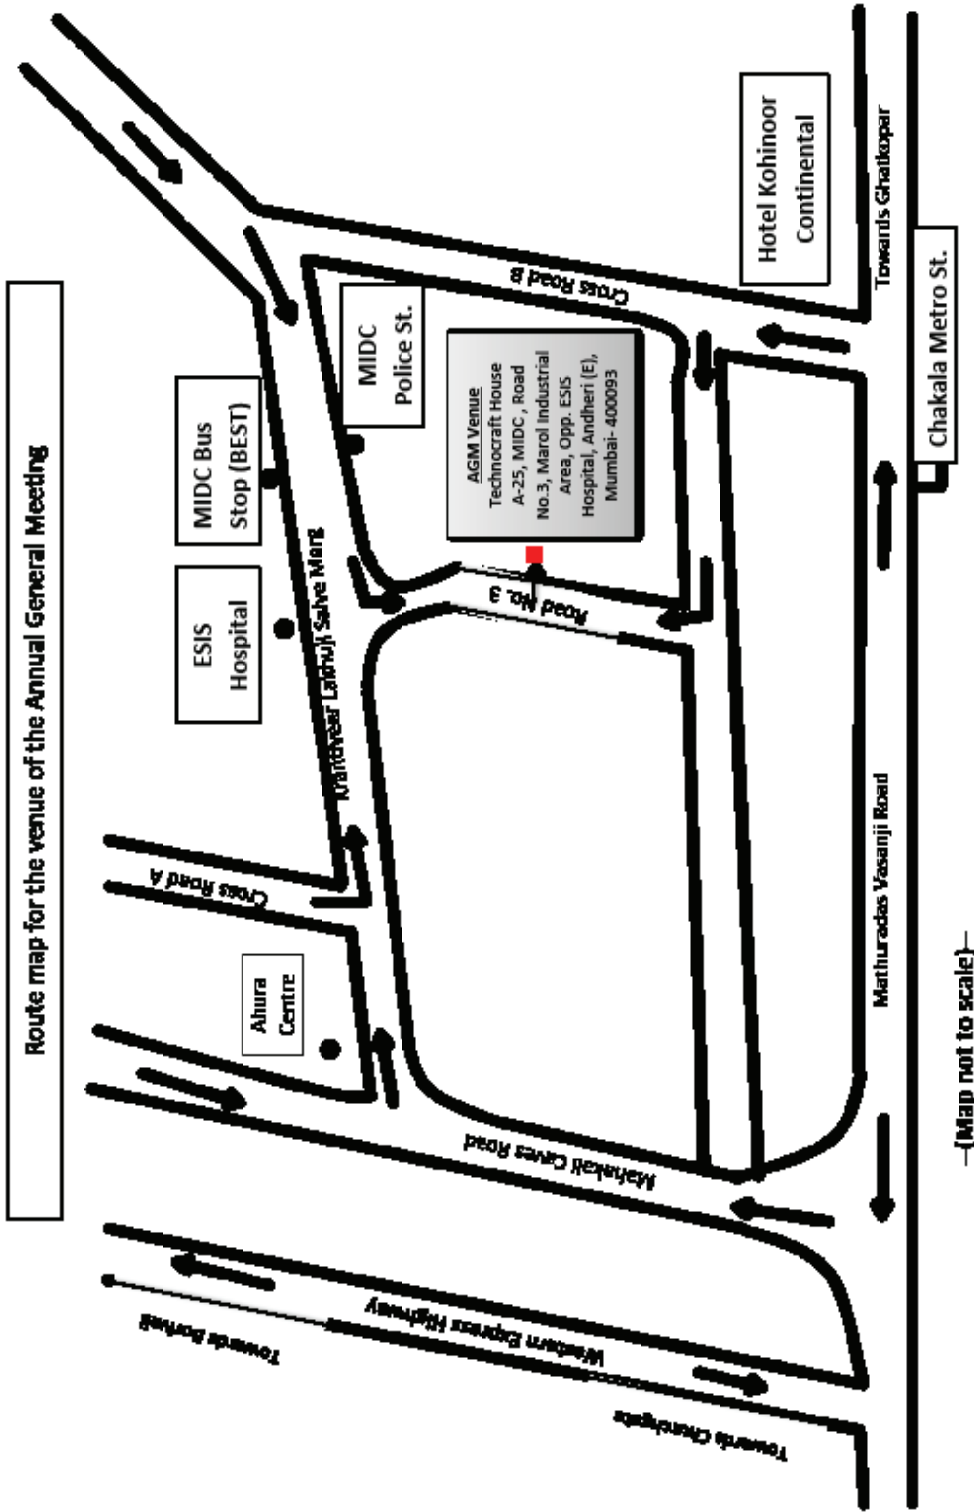 Route map for the venue of the Annual General Meeting
MIDC Bus
Stop (BEST)
ESIS
Hospital
MIDC
Police St.
Ahura
Centre
Cross Road A
Krantiveer Lakhuji Salve Marg
Cross Road B
Hotel Kohinoor
Continental
AGM Venue
Technocraft House
A-25, MIDC , Road
No.3, Marol Industrial
Area, Opp. ESIS
Hospital, Andheri (E),
Mumbai- 400093
Road No. 3
Mahakali Caves Road
Western Express Highway
Towards Borivali
Towards Churchgate
Mathuradas Vasanji Road
Towards Ghatkopar
Chakala Metro St.
(Map not to scale)